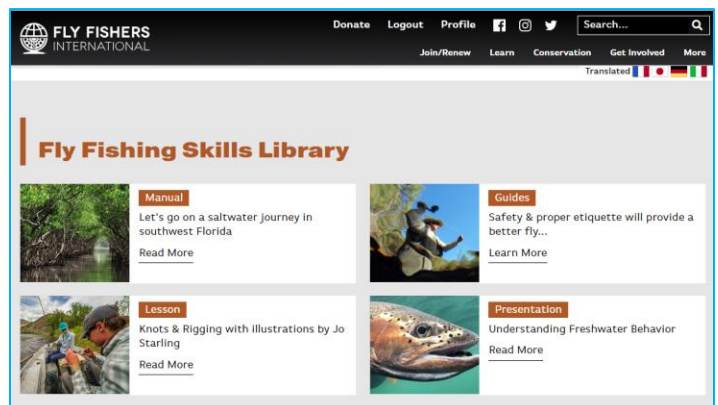 FLY FISHERS
INTERNATIONAL
Donate Logout Profile Search...
Join/Renew Learn Conservation Get Involved More
Translated
Fly Fishing Skills Library
Manual
Let's go on a saltwater journey in
southwest Florida
Read More
Guides
Safety & proper etiquette will provide a
better fly...
Learn More
Lesson
Knots & Rigging with illustrations by Jo
Starling
Read More
Presentation
Understanding Freshwater Behavior
Read More